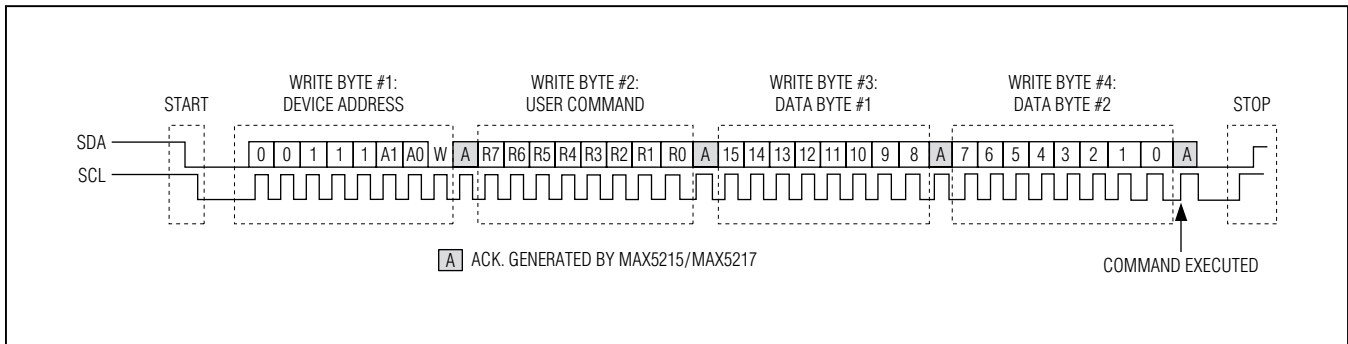 WRITE BYTE #1:
DEVICE ADDRESS
WRITE BYTE #2:
USER COMMAND
WRITE BYTE #3:
DATA BYTE #1
WRITE BYTE #4:
DATA BYTE #2
START
STOP
SDA
0 0 1 1 1 A1 A0 W A R7 R6 R5 R4 R3 R2 R1 R0 A 15 14 13 12 11 10 9 8 A 7 6 5 4 3 2 1 0 A
SCL
A ACK. GENERATED BY MAX5215/MAX5217
COMMAND EXECUTED